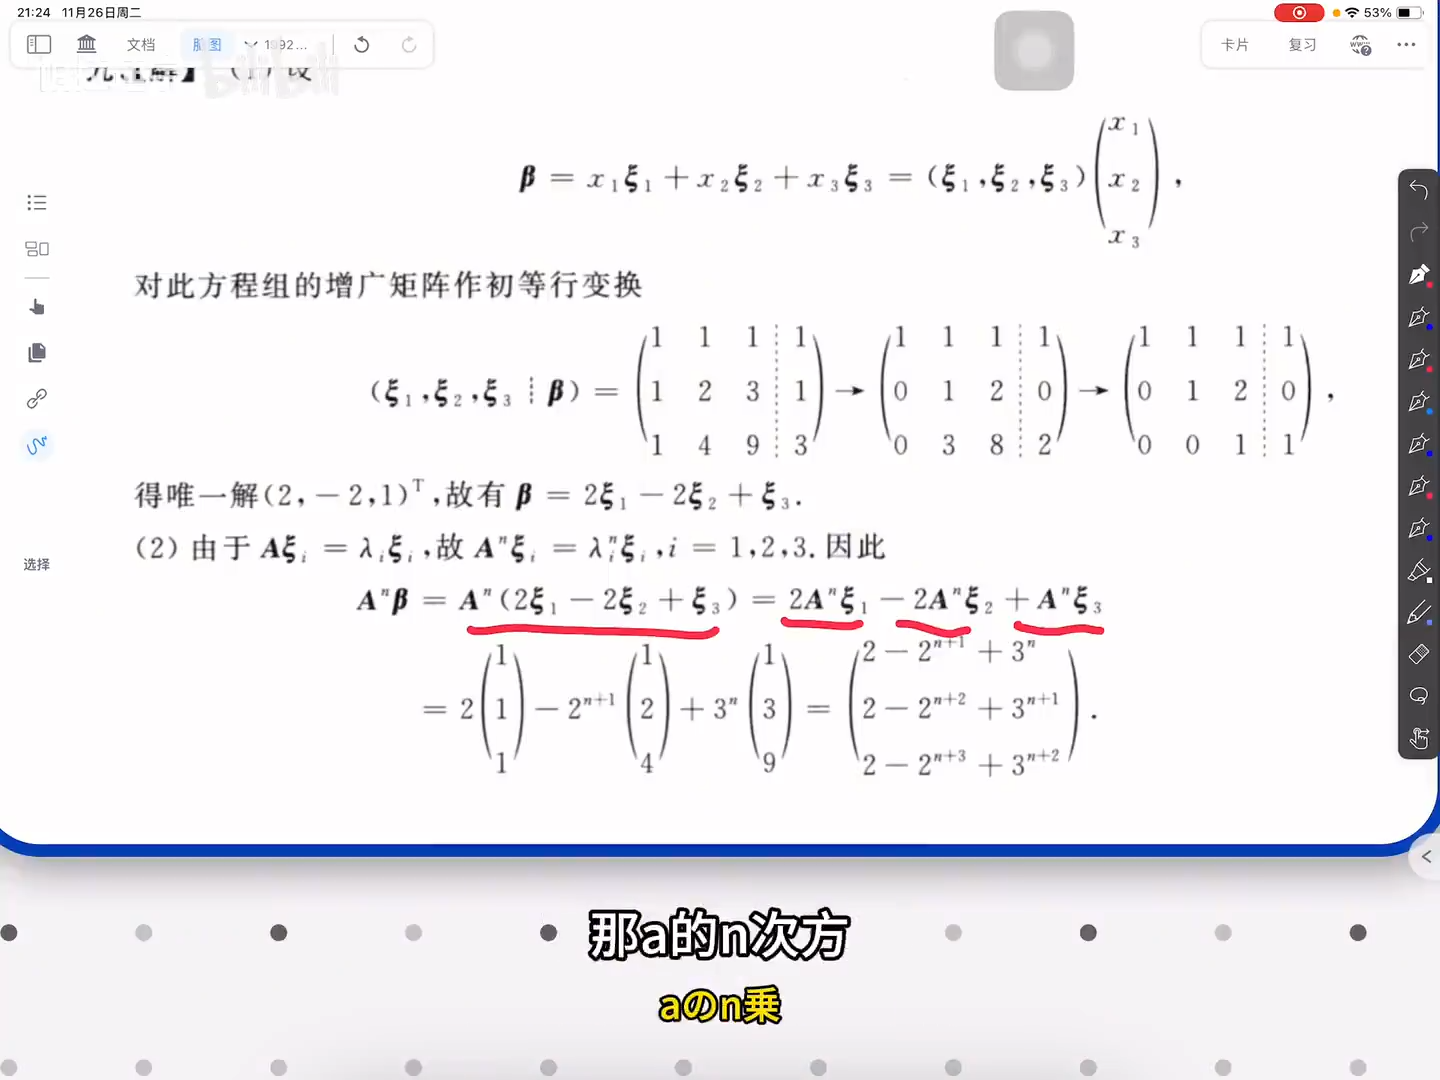 21:24 11月26日周二
53%
文档 脑图 1992...
卡片 复习
(1) 设
β = x₁ξ₁ + x₂ξ₂ + x₃ξ₃ = (ξ₁,ξ₂,ξ₃) (x₁ x₂ x₃) ,
对此方程组的增广矩阵作初等行变换
(ξ₁,ξ₂,ξ₃ ┆ β) = (1 1 1 ┆ 1; 1 2 3 ┆ 1; 1 4 9 ┆ 3) → (1 1 1 ┆ 1; 0 1 2 ┆ 0; 0 3 8 ┆ 2) → (1 1 1 ┆ 1; 0 1 2 ┆ 0; 0 0 1 ┆ 1) ,
得唯一解(2,-2,1)ᵀ,故有 β = 2ξ₁ - 2ξ₂ + ξ₃.
(2) 由于 Aξᵢ = λᵢξᵢ,故 Aⁿξᵢ = λᵢⁿξᵢ,i = 1,2,3. 因此
Aⁿβ = Aⁿ(2ξ₁ - 2ξ₂ + ξ₃) = 2Aⁿξ₁ - 2Aⁿξ₂ + Aⁿξ₃
= 2(1 1 1) - 2ⁿ⁺¹(1 2 4) + 3ⁿ(1 3 9) = (2 - 2ⁿ⁺¹ + 3ⁿ; 2 - 2ⁿ⁺² + 3ⁿ⁺¹; 2 - 2ⁿ⁺³ + 3ⁿ⁺²) .
选择
那a的n次方
aのn乗